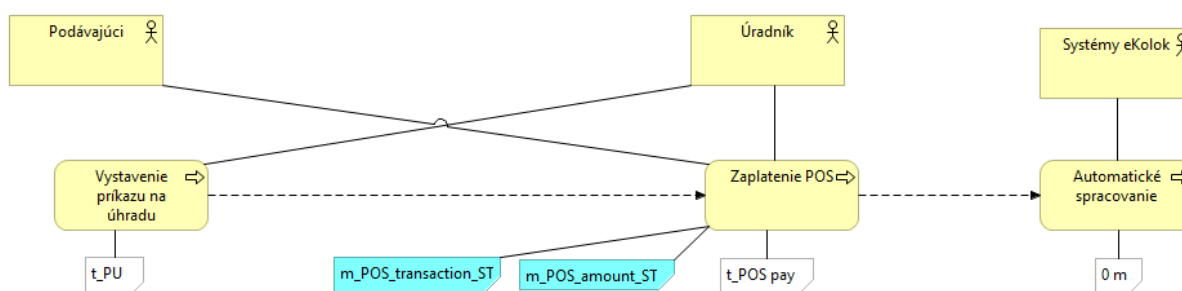 Podávajúci
Úradník
Systémy eKolok
Vystavenie
príkazu na
úhradu
Zaplatenie POS
Automatické
spracovanie
t_PU
m_POS_transaction_ST
m_POS_amount_ST
t_POS pay
0 m